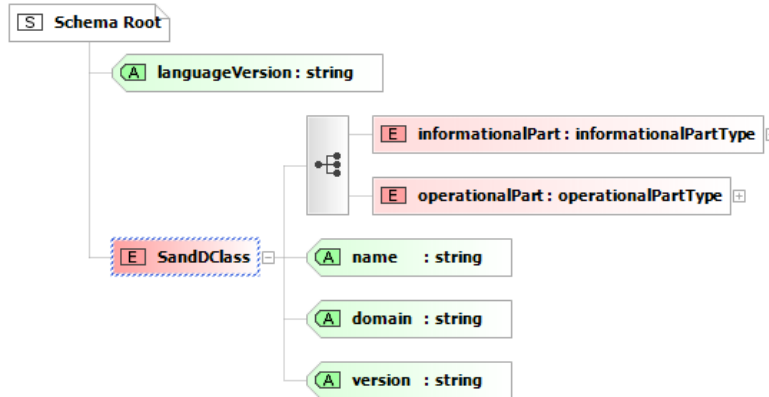 S Schema Root
A languageVersion : string
E informationalPart : informationalPartType
E operationalPart : operationalPartType
E SandDClass
A name : string
A domain : string
A version : string